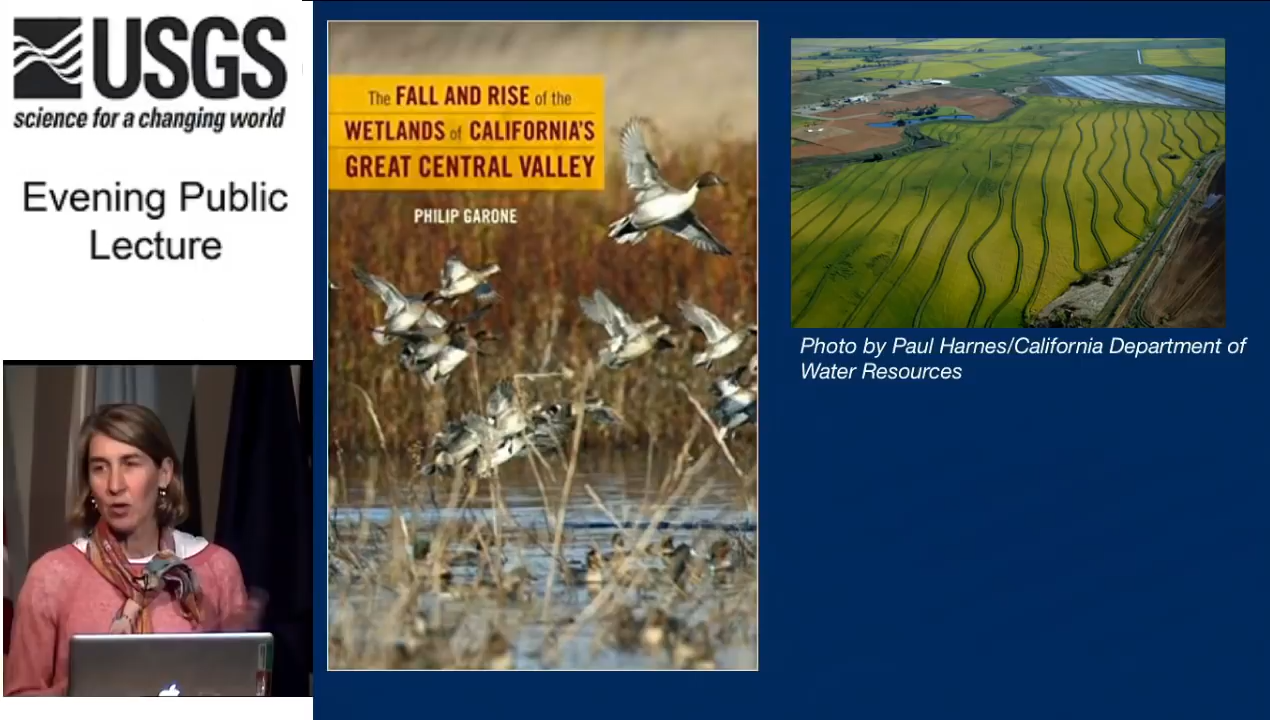 USGS
science for a changing world
Evening Public
Lecture
The FALL AND RISE of the
WETLANDS of CALIFORNIA'S
GREAT CENTRAL VALLEY
PHILIP GARONE
Photo by Paul Harnes/California Department of
Water Resources